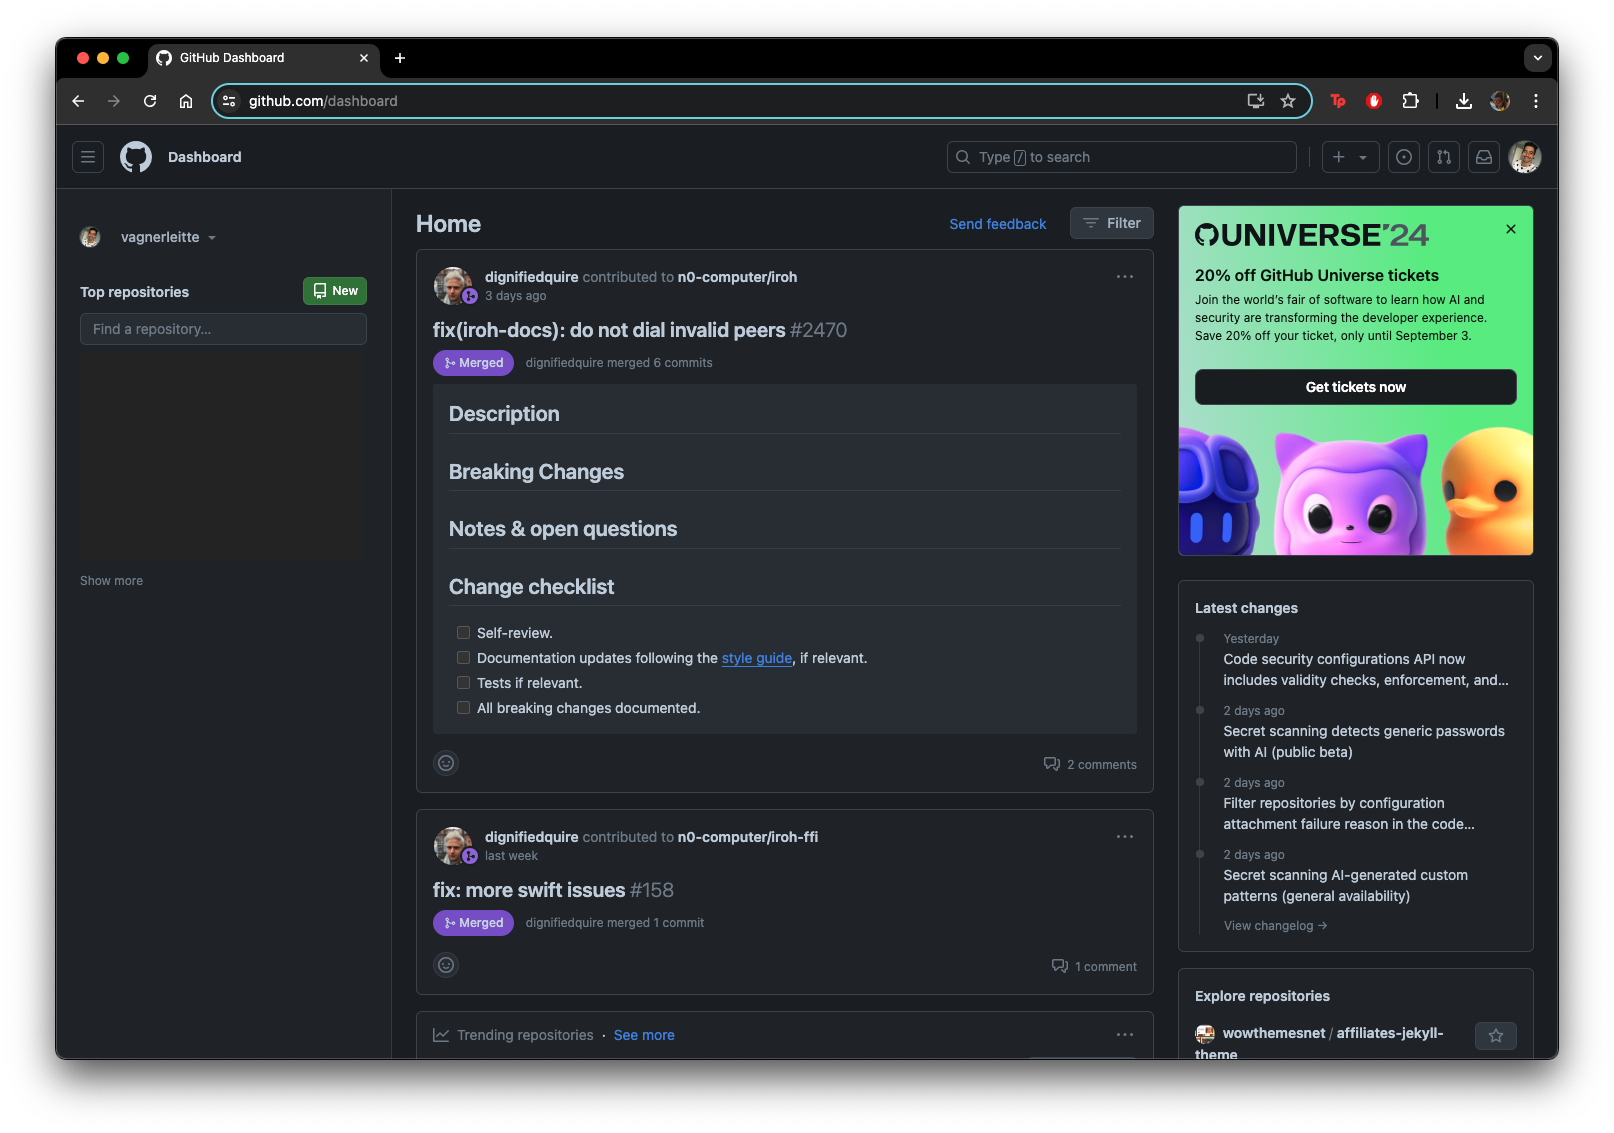 GitHub Dashboard
github.com/dashboard
Dashboard
Type / to search
vagnerleitte
Top repositories
New
Find a repository...
Show more
Home
Send feedback
Filter
dignifiedquire contributed to n0-computer/iroh
3 days ago
fix(iroh-docs): do not dial invalid peers #2470
Merged
dignifiedquire merged 6 commits
Description
Breaking Changes
Notes & open questions
Change checklist
Self-review.
Documentation updates following the style guide, if relevant.
Tests if relevant.
All breaking changes documented.
2 comments
dignifiedquire contributed to n0-computer/iroh-ffi
last week
fix: more swift issues #158
Merged
dignifiedquire merged 1 commit
1 comment
Trending repositories · See more
UNIVERSE'24
20% off GitHub Universe tickets
Join the world's fair of software to learn how AI and
security are transforming the developer experience.
Save 20% off your ticket, only until September 3.
Get tickets now
Latest changes
Yesterday
Code security configurations API now
includes validity checks, enforcement, and...
2 days ago
Secret scanning detects generic passwords
with AI (public beta)
2 days ago
Filter repositories by configuration
attachment failure reason in the code...
2 days ago
Secret scanning AI-generated custom
patterns (general availability)
View changelog →
Explore repositories
wowthemesnet / affiliates-jekyll-
theme